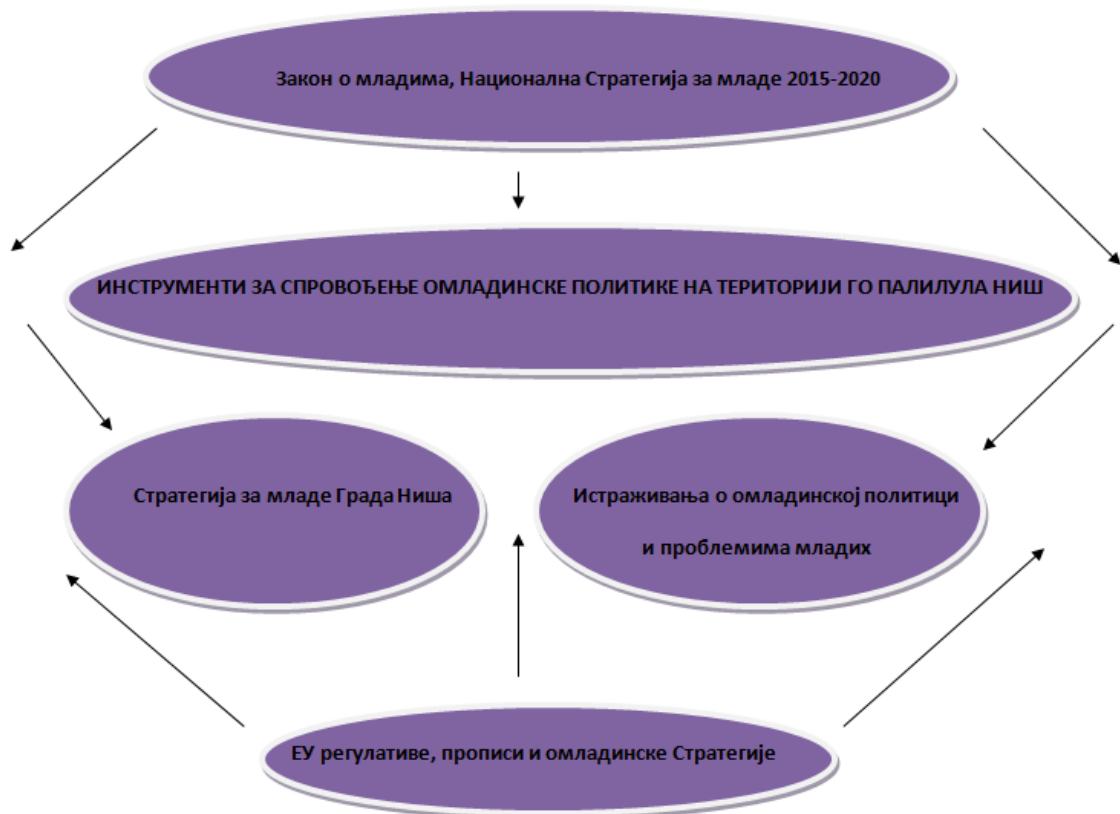 Закон о младима, Национална Стратегија за младе 2015-2020
ИНСТРУМЕНТИ ЗА СПРОВОЂЕЊЕ ОМЛАДИНСКЕ ПОЛИТИКЕ НА ТЕРИТОРИЈИ ГО ПАЛИЛУЛА НИШ
Стратегија за младе Града Ниша
Истраживања о омладинској политици
и проблемима младих
ЕУ регулативе, прописи и омладинске Стратегије